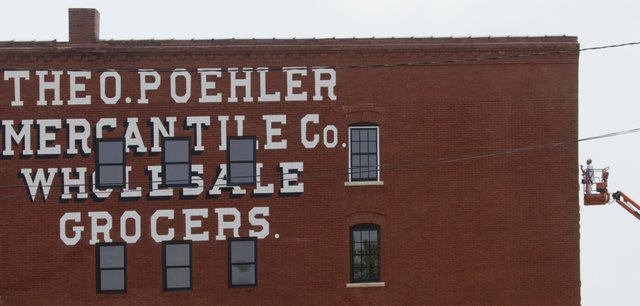 THEO. POEHLER
MERCANTILE Co.
WHOLESALE
GROCERS.